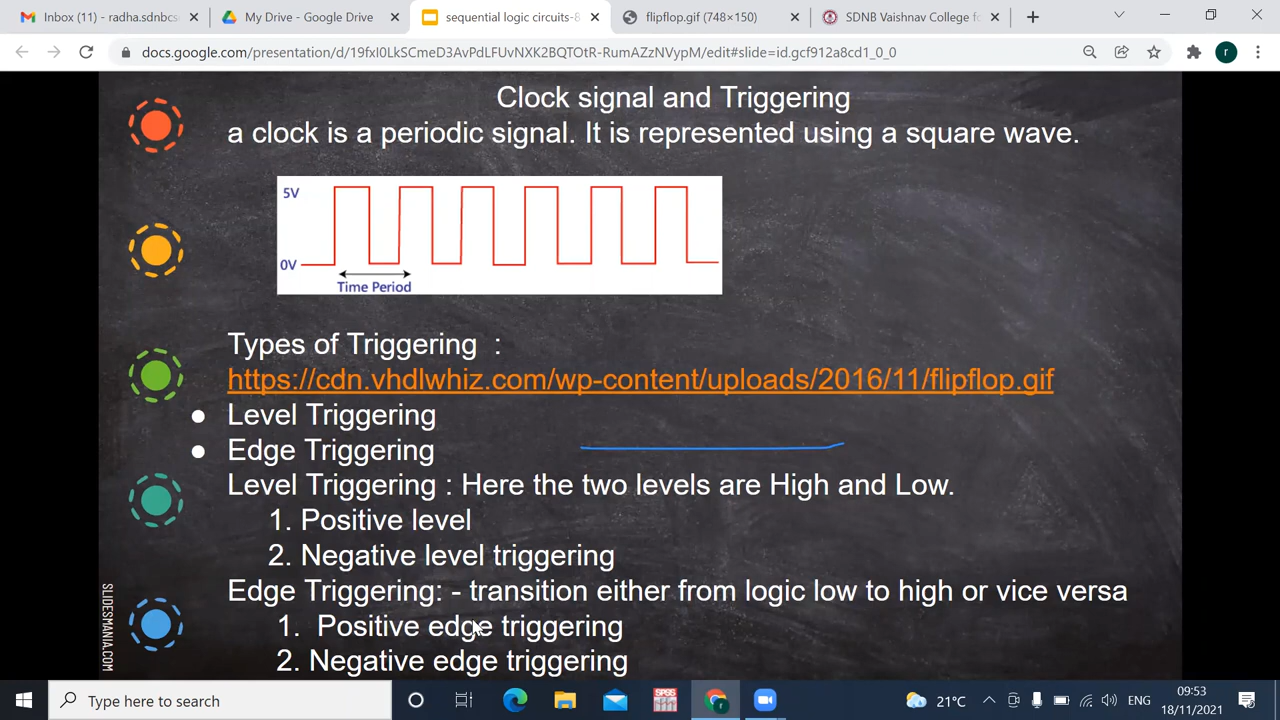 Inbox (11) - radha.sdnbcs
My Drive - Google Drive
sequential logic circuits-8
flipflop.gif (748×150)
SDNB Vaishnav College fo
docs.google.com/presentation/d/19fxI0LkSCmeD3AvPdLFUvNXK2BQTOtR-RumAZzNVypM/edit#slide=id.gcf912a8cd1_0_0
r
Clock signal and Triggering
a clock is a periodic signal. It is represented using a square wave.
5V
0V
Time Period
Types of Triggering :
https://cdn.vhdlwhiz.com/wp-content/uploads/2016/11/flipflop.gif
● Level Triggering
● Edge Triggering
Level Triggering : Here the two levels are High and Low.
1. Positive level
2. Negative level triggering
Edge Triggering: - transition either from logic low to high or vice versa
1. Positive edge triggering
2. Negative edge triggering
SLIDESMANIA.COM
Type here to search
SPSS
r
21°C
ENG
09:53
18/11/2021